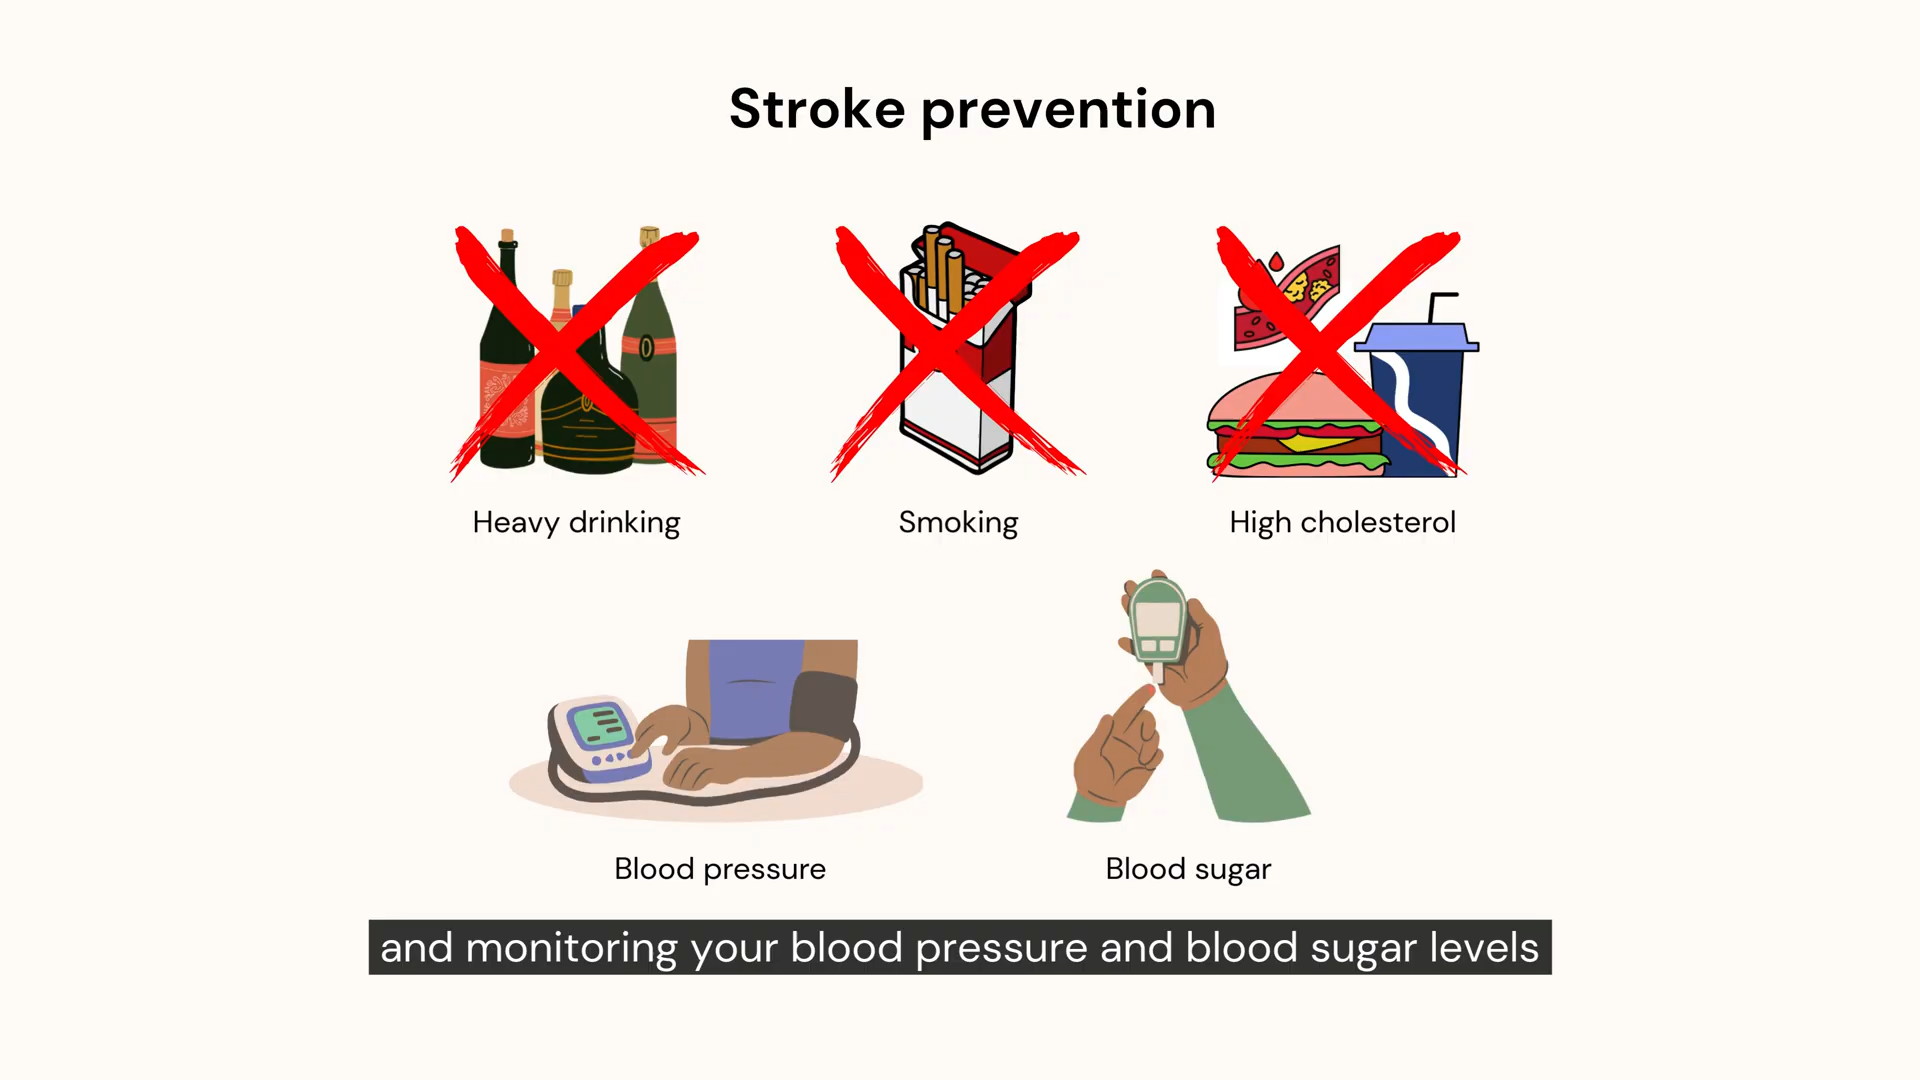 Stroke prevention
Heavy drinking
Smoking
High cholesterol
Blood pressure
Blood sugar
and monitoring your blood pressure and blood sugar levels